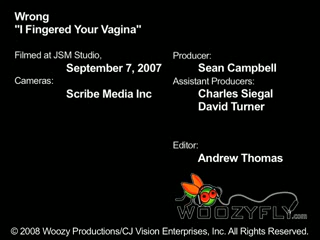 Wrong
"I Fingered Your Vagina"
Filmed at JSM Studio,
September 7, 2007
Cameras:
Scribe Media Inc
Producer:
Sean Campbell
Assistant Producers:
Charles Siegal
David Turner
Editor:
Andrew Thomas
WOOZYFLY.com
© 2008 Woozy Productions/CJ Vision Enterprises, Inc. All Rights Reserved.